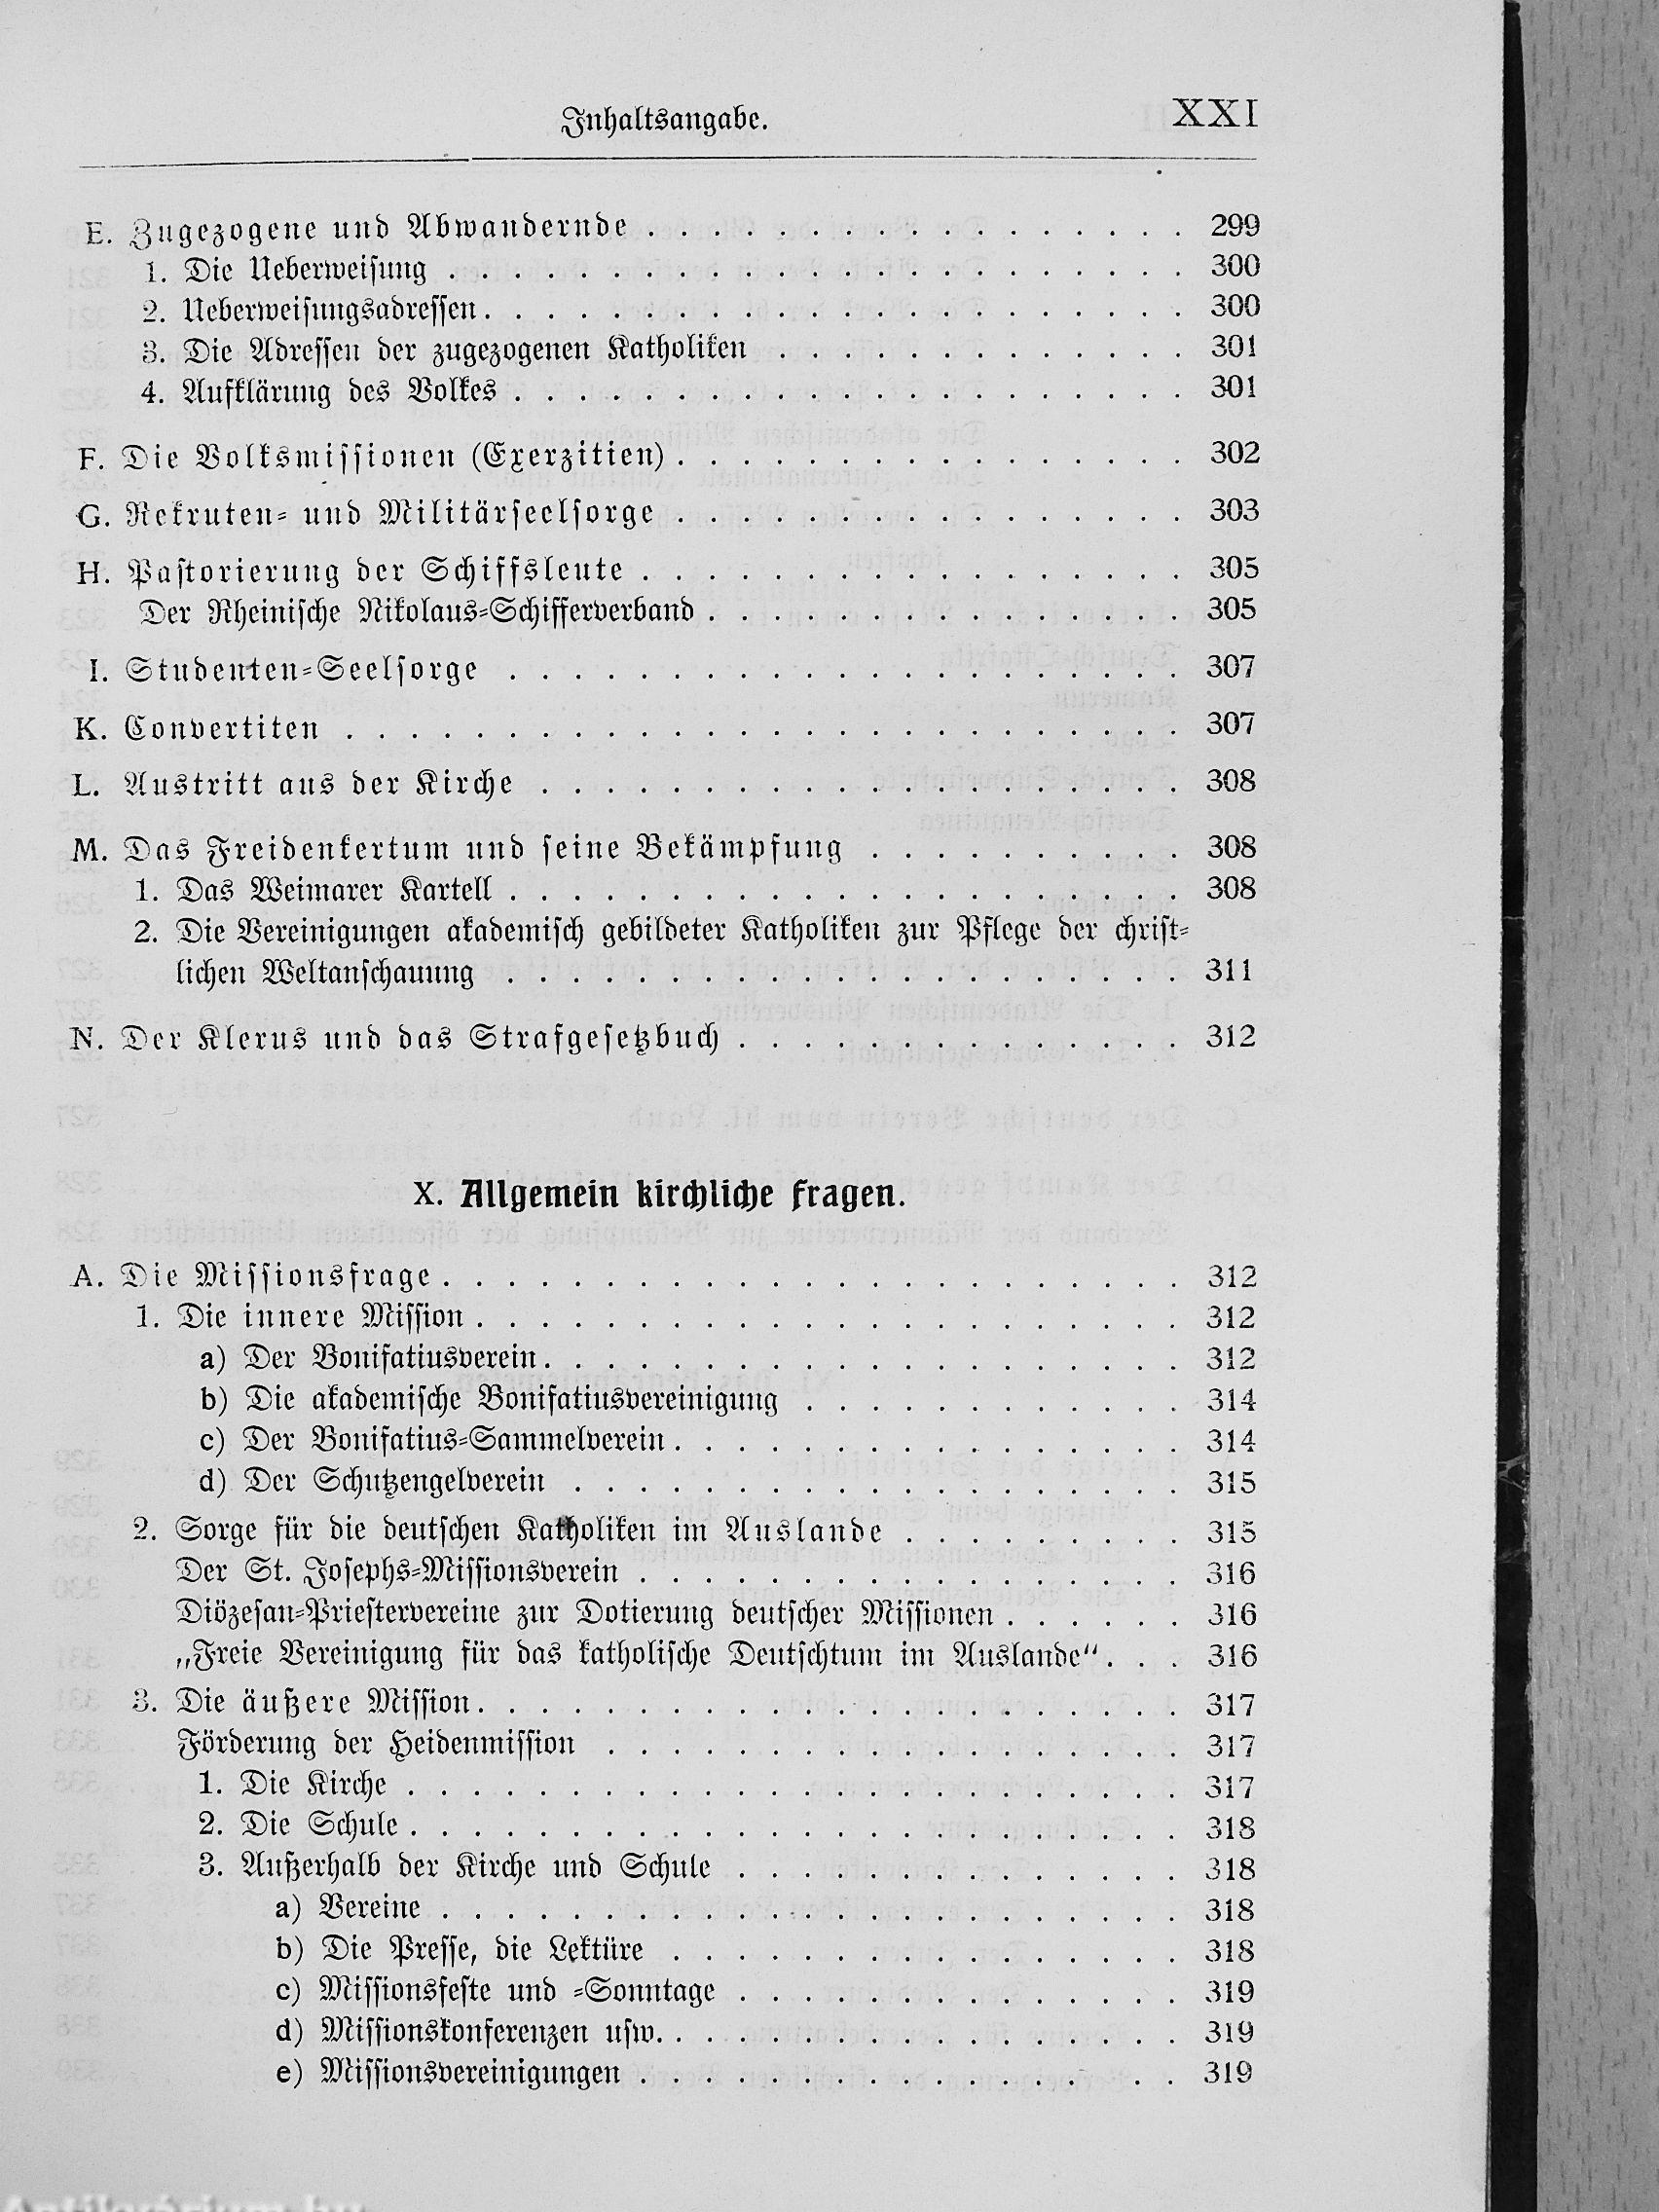 Inhaltsangabe. XXI
E. Zugezogene und Abwandernde . . . . . . . . . . . . . . . . . 299
1. Die Ueberweisung . . . . . . . . . . . . . . . . . . . . . . . 300
2. Ueberweisungsadressen . . . . . . . . . . . . . . . . . . . . . . 300
3. Die Adressen der zugezogenen Katholiken . . . . . . . . . . . . . 301
4. Aufklärung des Volkes . . . . . . . . . . . . . . . . . . . . . 301
F. Die Volksmissionen (Exerzitien) . . . . . . . . . . . . . . . . 302
G. Rekruten- und Militärseelsorge . . . . . . . . . . . . . . . . 303
H. Pastorierung der Schiffsleute . . . . . . . . . . . . . . . . . 305
Der Rheinische Nikolaus-Schifferverband . . . . . . . . . . . . . . . 305
I. Studenten-Seelsorge . . . . . . . . . . . . . . . . . . . . . 307
K. Convertiten . . . . . . . . . . . . . . . . . . . . . . . . . . 307
L. Austritt aus der Kirche . . . . . . . . . . . . . . . . . . . . 308
M. Das Freidenkertum und seine Bekämpfung . . . . . . . . . . 308
1. Das Weimarer Kartell . . . . . . . . . . . . . . . . . . . . . 308
2. Die Vereinigungen akademisch gebildeter Katholiken zur Pflege der christ-
lichen Weltanschauung . . . . . . . . . . . . . . . . . . . . . 311
N. Der Klerus und das Strafgesetzbuch . . . . . . . . . . . . . . 312
X. Allgemein kirchliche Fragen.
A. Die Missionsfrage . . . . . . . . . . . . . . . . . . . . . . . 312
1. Die innere Mission . . . . . . . . . . . . . . . . . . . . . . 312
a) Der Bonifatiusverein . . . . . . . . . . . . . . . . . . . . 312
b) Die akademische Bonifatiusvereinigung . . . . . . . . . . . . 314
c) Der Bonifatius-Sammelverein . . . . . . . . . . . . . . . . 314
d) Der Schutzengelverein . . . . . . . . . . . . . . . . . . . 315
2. Sorge für die deutschen Katholiken im Auslande . . . . . . . . . 315
Der St. Josephs-Missionsverein . . . . . . . . . . . . . . . . . 316
Diözesan-Priestervereine zur Dotierung deutscher Missionen . . . . . . 316
„Freie Vereinigung für das katholische Deutschtum im Auslande“ . . . 316
3. Die äußere Mission . . . . . . . . . . . . . . . . . . . . . . 317
Förderung der Heidenmission . . . . . . . . . . . . . . . . . . 317
1. Die Kirche . . . . . . . . . . . . . . . . . . . . . . . . 317
2. Die Schule . . . . . . . . . . . . . . . . . . . . . . . . 318
3. Außerhalb der Kirche und Schule . . . . . . . . . . . . . . 318
a) Vereine . . . . . . . . . . . . . . . . . . . . . . . 318
b) Die Presse, die Lektüre . . . . . . . . . . . . . . . . 318
c) Missionsfeste und -Sonntage . . . . . . . . . . . . . . 319
d) Missionskonferenzen usw. . . . . . . . . . . . . . . . . 319
e) Missionsvereinigungen . . . . . . . . . . . . . . . . . 319